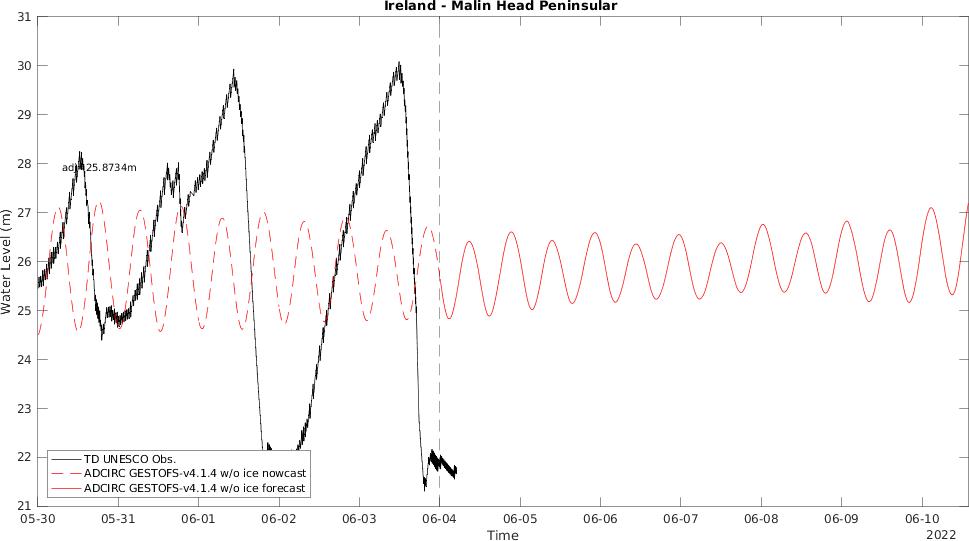 Ireland - Malin Head Peninsular
31
30
29
28
27
26
25
24
23
22
21
Water Level (m)
25.8734m
TD UNESCO Obs.
ADCIRC GESTOFS-v4.1.4 w/o ice nowcast
ADCIRC GESTOFS-v4.1.4 w/o ice forecast
05-30 05-31 06-01 06-02 06-03 06-04 06-05 06-06 06-07 06-08 06-09 06-10
Time
2022